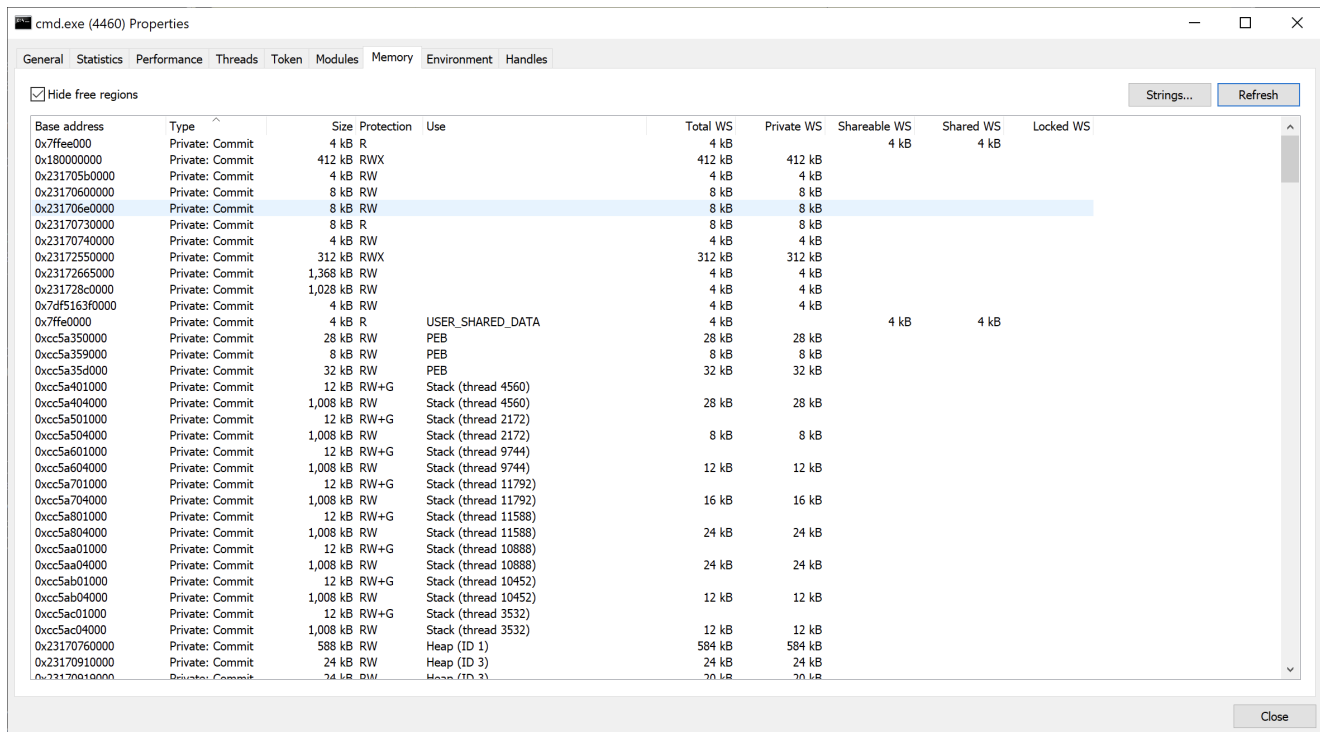 cmd.exe (4460) Properties
General Statistics Performance Threads Token Modules Memory Environment Handles
Hide free regions Strings... Refresh
Base address Type Size Protection Use Total WS Private WS Shareable WS Shared WS Locked WS
0x7ffee000 Private: Commit 4 kB R 4 kB 4 kB 4 kB
0x180000000 Private: Commit 412 kB RWX 412 kB 412 kB
0x231705b0000 Private: Commit 4 kB RW 4 kB 4 kB
0x23170600000 Private: Commit 8 kB RW 8 kB 8 kB
0x231706e0000 Private: Commit 8 kB RW 8 kB 8 kB
0x23170730000 Private: Commit 8 kB R 8 kB 8 kB
0x23170740000 Private: Commit 4 kB RW 4 kB 4 kB
0x23172550000 Private: Commit 312 kB RWX 312 kB 312 kB
0x23172665000 Private: Commit 1,368 kB RW 4 kB 4 kB
0x231728c0000 Private: Commit 1,028 kB RW 4 kB 4 kB
0x7df5163f0000 Private: Commit 4 kB RW 4 kB 4 kB
0x7ffe0000 Private: Commit 4 kB R USER_SHARED_DATA 4 kB 4 kB 4 kB
0xcc5a350000 Private: Commit 28 kB RW PEB 28 kB 28 kB
0xcc5a359000 Private: Commit 8 kB RW PEB 8 kB 8 kB
0xcc5a35d000 Private: Commit 32 kB RW PEB 32 kB 32 kB
0xcc5a401000 Private: Commit 12 kB RW+G Stack (thread 4560)
0xcc5a404000 Private: Commit 1,008 kB RW Stack (thread 4560) 28 kB 28 kB
0xcc5a501000 Private: Commit 12 kB RW+G Stack (thread 2172)
0xcc5a504000 Private: Commit 1,008 kB RW Stack (thread 2172) 8 kB 8 kB
0xcc5a601000 Private: Commit 12 kB RW+G Stack (thread 9744)
0xcc5a604000 Private: Commit 1,008 kB RW Stack (thread 9744) 12 kB 12 kB
0xcc5a701000 Private: Commit 12 kB RW+G Stack (thread 11792)
0xcc5a704000 Private: Commit 1,008 kB RW Stack (thread 11792) 16 kB 16 kB
0xcc5a801000 Private: Commit 12 kB RW+G Stack (thread 11588)
0xcc5a804000 Private: Commit 1,008 kB RW Stack (thread 11588) 24 kB 24 kB
0xcc5aa01000 Private: Commit 12 kB RW+G Stack (thread 10888)
0xcc5aa04000 Private: Commit 1,008 kB RW Stack (thread 10888) 24 kB 24 kB
0xcc5ab01000 Private: Commit 12 kB RW+G Stack (thread 10452)
0xcc5ab04000 Private: Commit 1,008 kB RW Stack (thread 10452) 12 kB 12 kB
0xcc5ac01000 Private: Commit 12 kB RW+G Stack (thread 3532)
0xcc5ac04000 Private: Commit 1,008 kB RW Stack (thread 3532) 12 kB 12 kB
0x23170760000 Private: Commit 588 kB RW Heap (ID 1) 584 kB 584 kB
0x23170910000 Private: Commit 24 kB RW Heap (ID 3) 24 kB 24 kB
0x23170919000 Private: Commit 24 kB RW Heap (ID 3) 20 kB 20 kB
Close